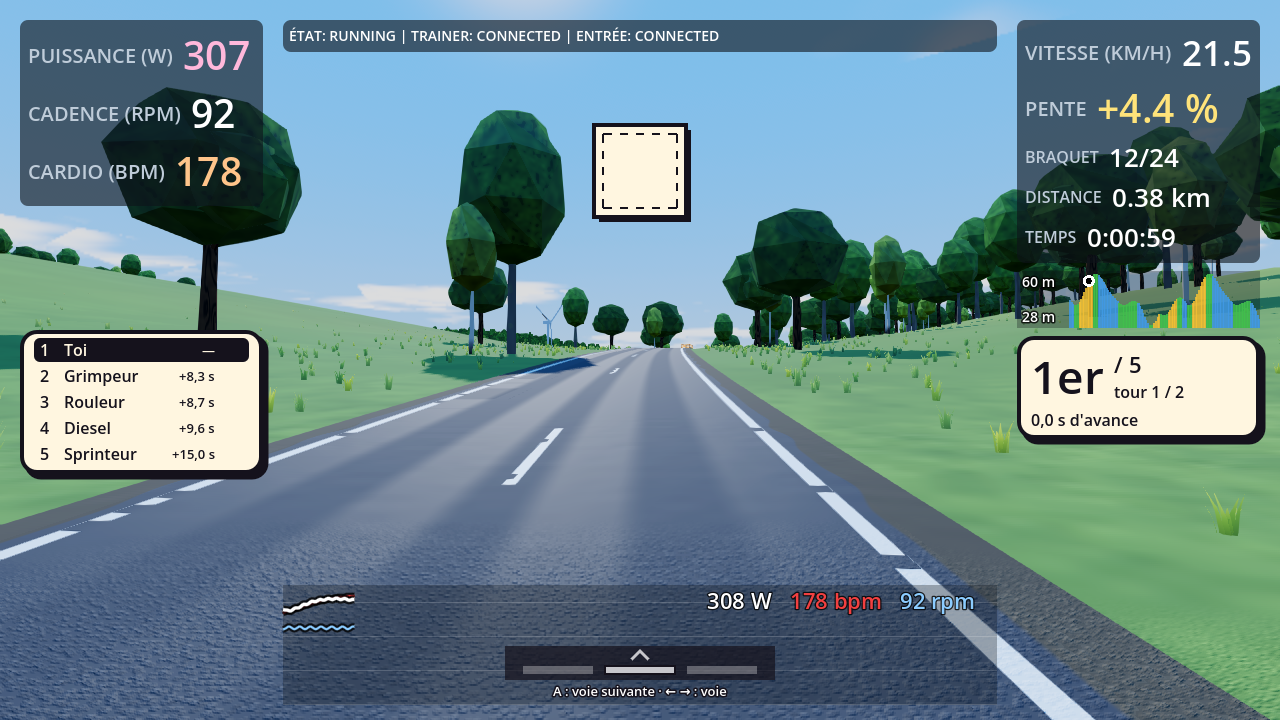 PUISSANCE (W) 307
CADENCE (RPM) 92
CARDIO (BPM) 178
ÉTAT: RUNNING | TRAINER: CONNECTED | ENTRÉE: CONNECTED
VITESSE (KM/H) 21.5
PENTE +4.4 %
BRAQUET 12/24
DISTANCE 0.38 km
TEMPS 0:00:59
60 m
28 m
1 Toi —
2 Grimpeur +8,3 s
3 Rouleur +8,7 s
4 Diesel +9,6 s
5 Sprinteur +15,0 s
1er / 5
tour 1 / 2
0,0 s d'avance
308 W 178 bpm 92 rpm
A : voie suivante · ← → : voie